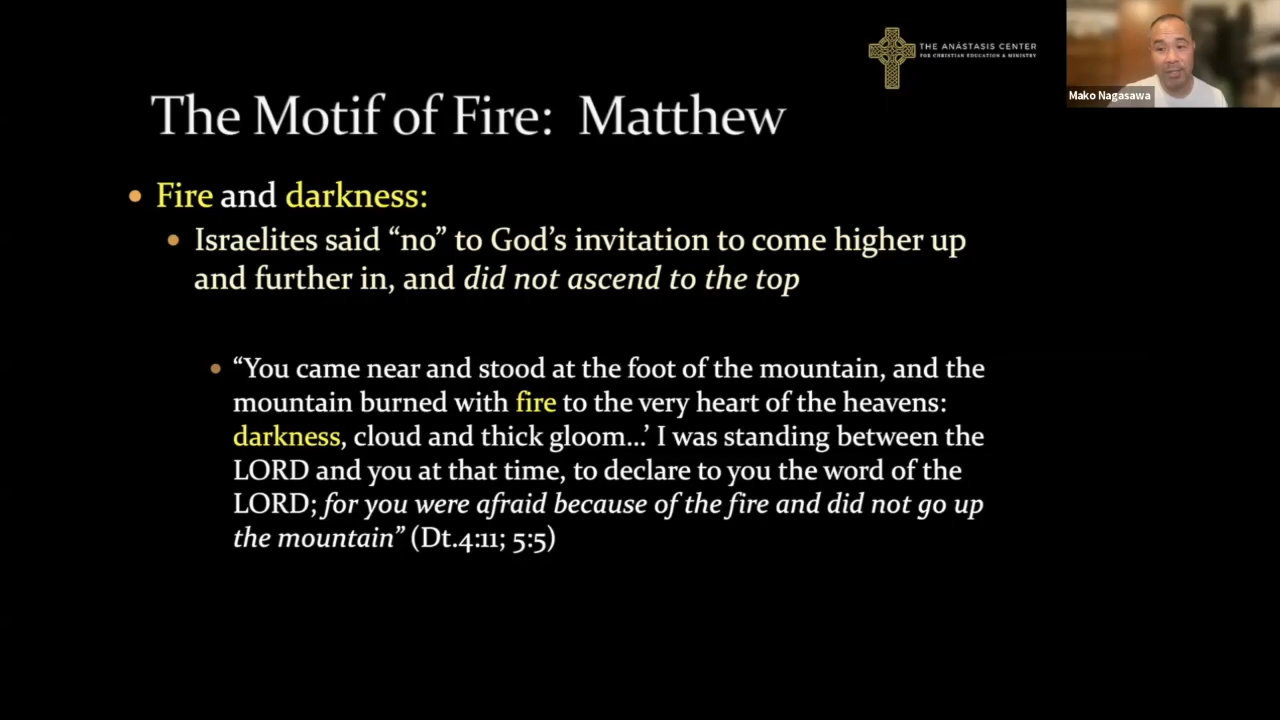 THE ANÁSTASIS CENTER
FOR CHRISTIAN EDUCATION & MINISTRY
Mako Nagasawa
The Motif of Fire: Matthew
Fire and darkness:
Israelites said “no” to God’s invitation to come higher up
and further in, and did not ascend to the top
“You came near and stood at the foot of the mountain, and the
mountain burned with fire to the very heart of the heavens:
darkness, cloud and thick gloom...’ I was standing between the
LORD and you at that time, to declare to you the word of the
LORD; for you were afraid because of the fire and did not go up
the mountain” (Dt.4:11; 5:5)